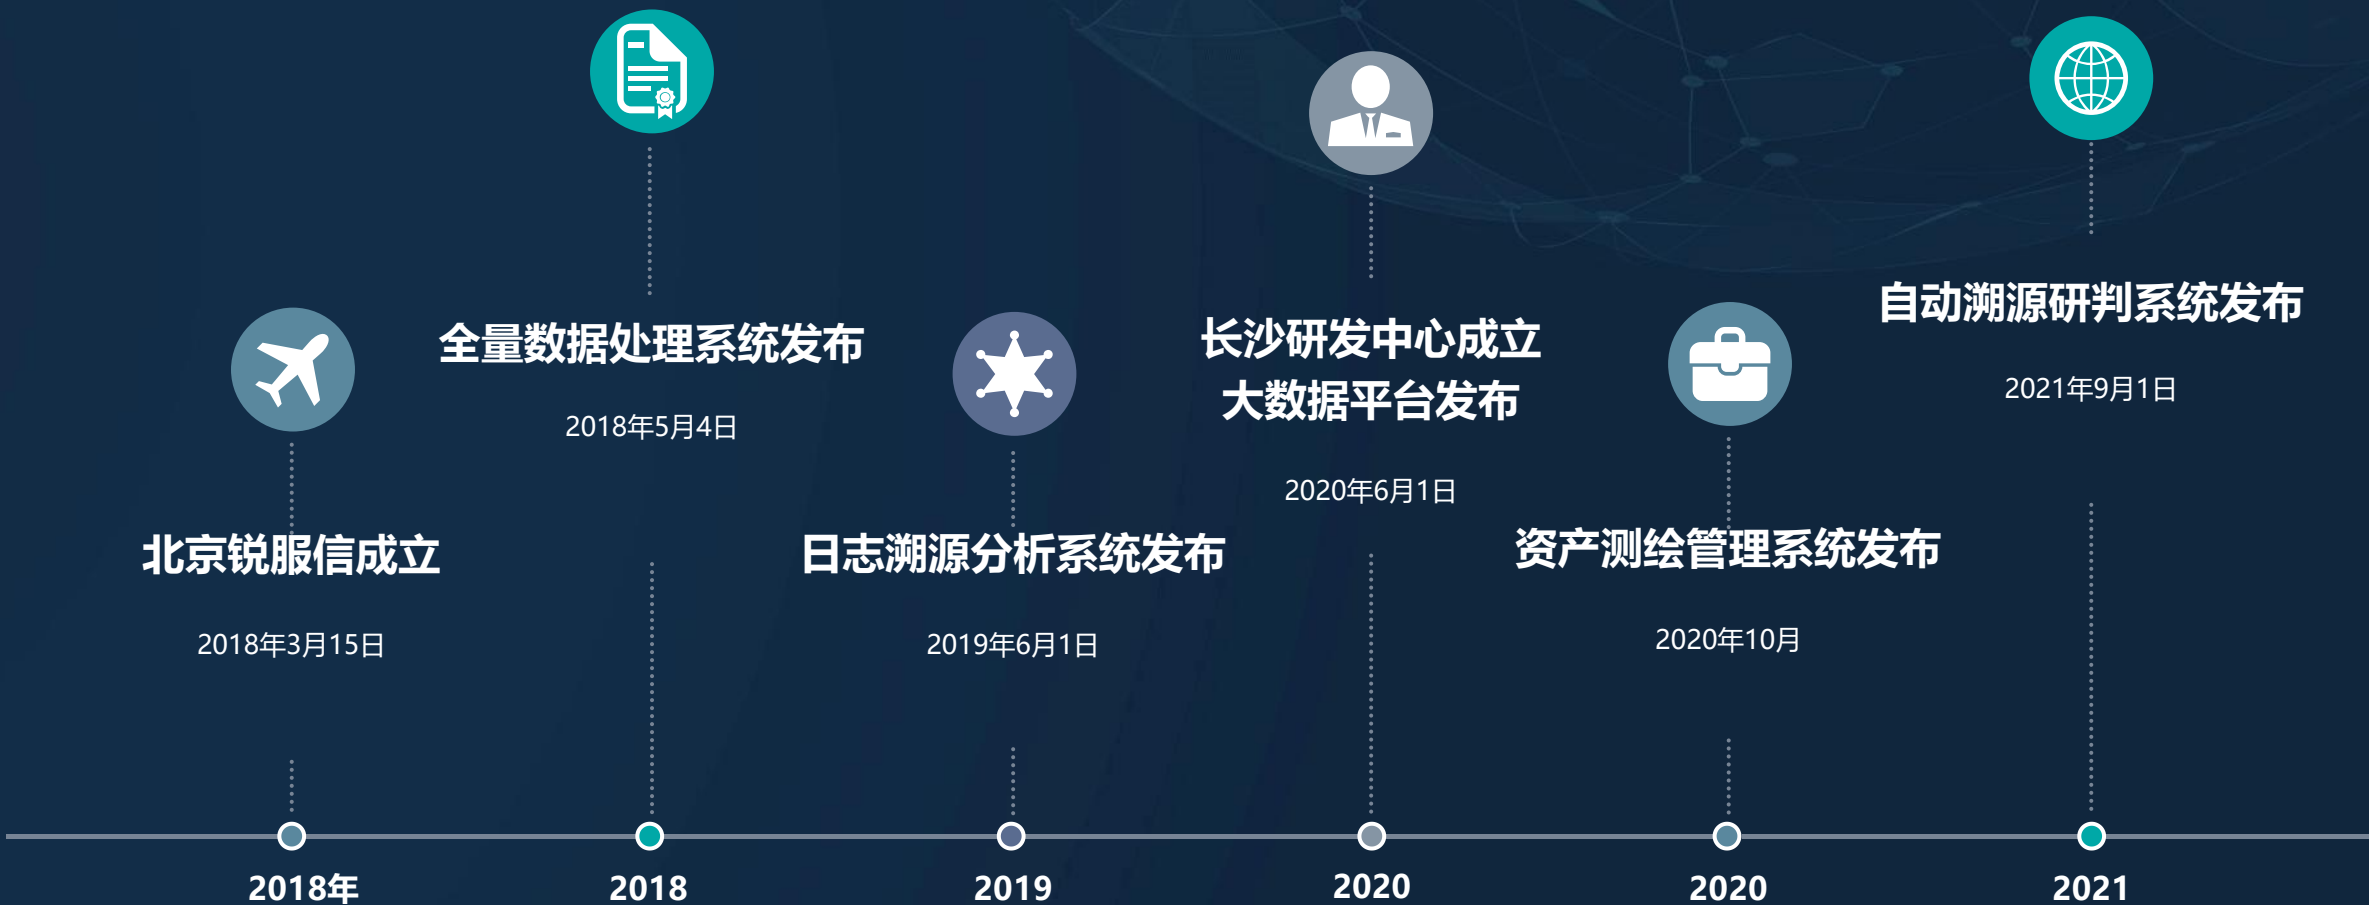 北京锐服信成立
2018年3月15日
全量数据处理系统发布
2018年5月4日
日志溯源分析系统发布
2019年6月1日
长沙研发中心成立
大数据平台发布
2020年6月1日
资产测绘管理系统发布
2020年10月
自动溯源研判系统发布
2021年9月1日
2018年
2018
2019
2020
2020
2021